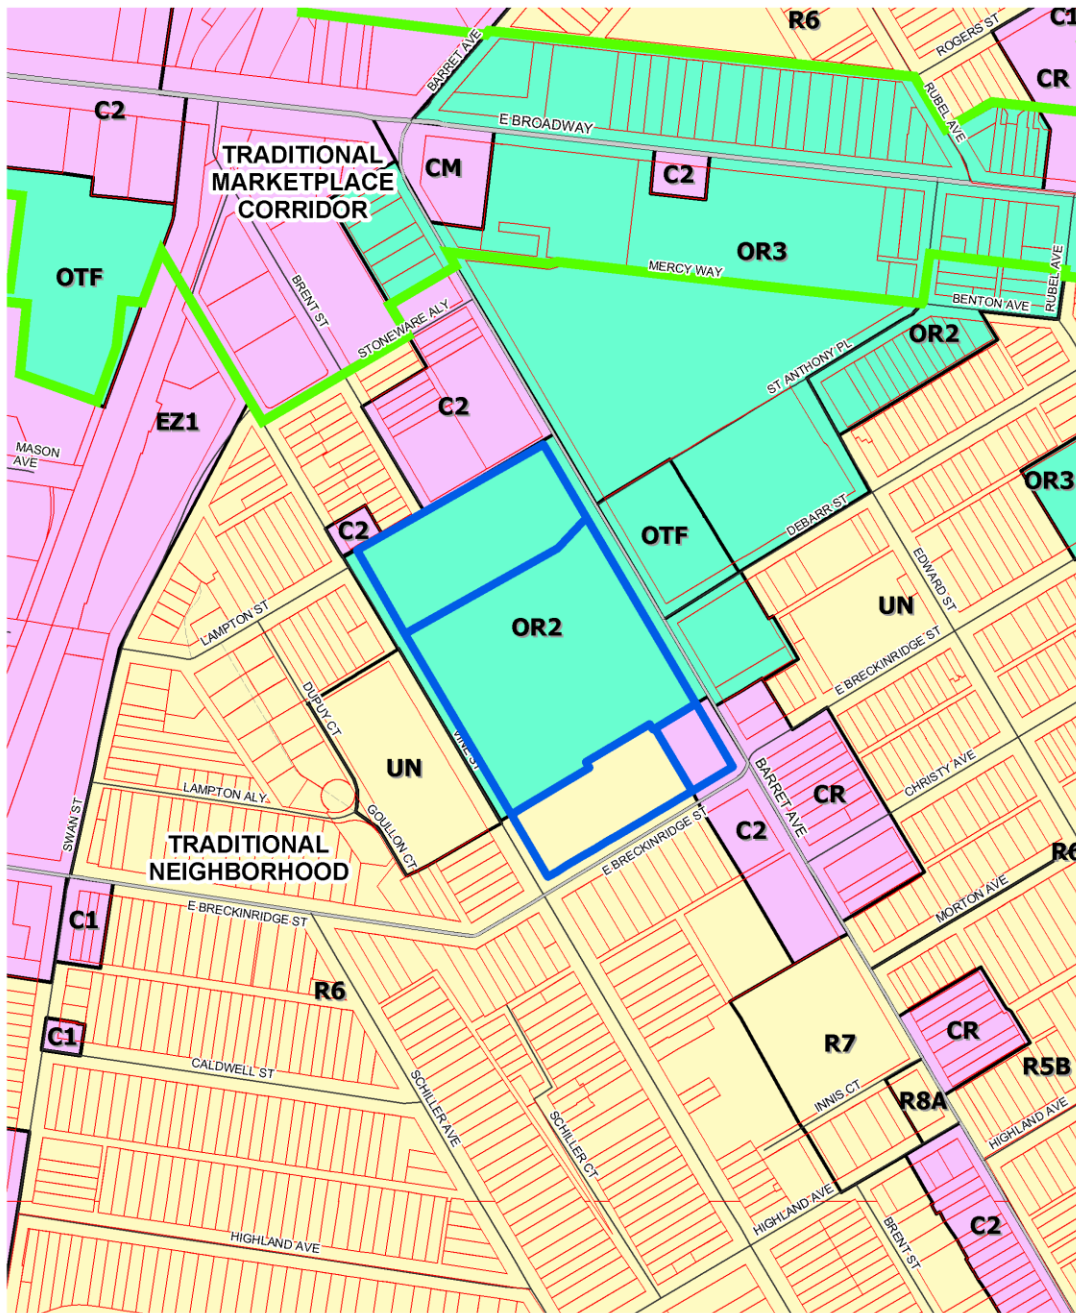 R6
C1
ROGERS ST
CR
BARRET AVE
RUBEL AVE
C2
E BROADWAY
TRADITIONAL
MARKETPLACE
CORRIDOR
CM
C2
OTF
OR3
MERCY WAY
RUBEL AVE
BENTON AVE
BRENT ST
STONEWARE ALY
OR2
ST ANTHONY PL
C2
EZ1
MASON
AVE
OR3
C2
OTF
DEBARR ST
EDWARD ST
UN
LAMPTON ST
OR2
E BRECKINRIDGE ST
DUPUY CT
VINE ST
UN
BARRET AVE
CHRISTY AVE
LAMPTON ALY
CR
SWAN ST
GOULLON CT
C2
TRADITIONAL
NEIGHBORHOOD
E BRECKINRIDGE ST
R6
MORTON AVE
E BRECKINRIDGE ST
C1
R6
C1
CR
R7
CALDWELL ST
R5B
INNIS CT
R8A
SCHILLER AVE
SCHILLER CT
HIGHLAND AVE
HIGHLAND AVE
HIGHLAND AVE
BRENT ST
C2